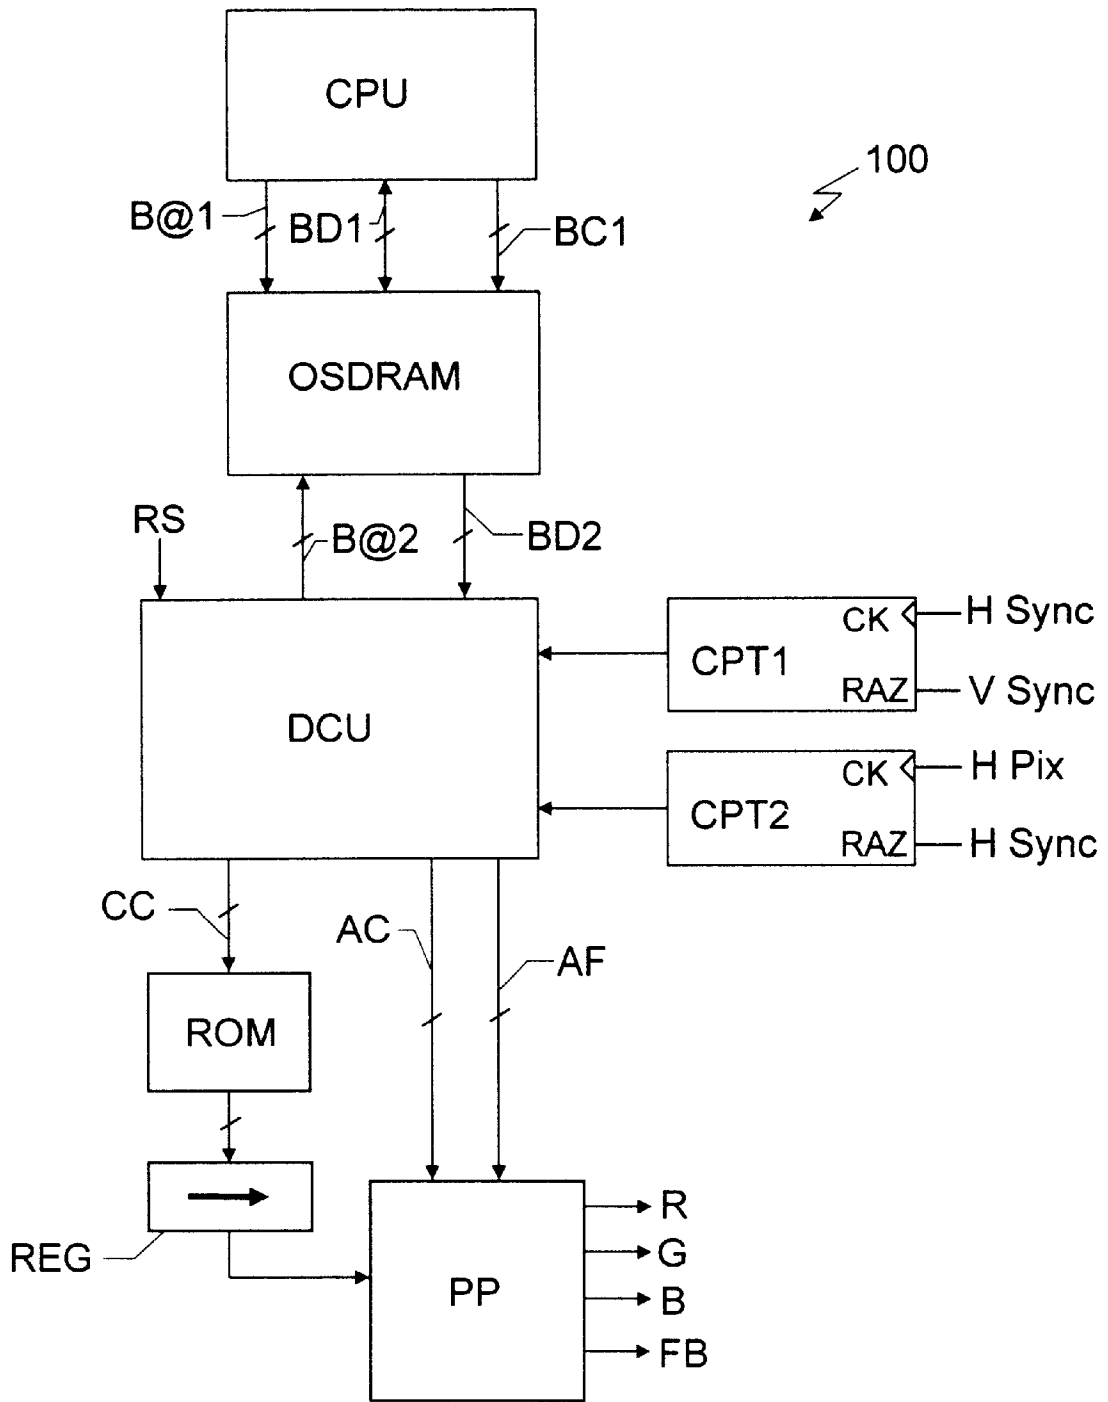 CPU
100
B@1
BD1
BC1
OSDRAM
RS
B@2
BD2
CK
H Sync
CPT1
RAZ
V Sync
DCU
CK
H Pix
CPT2
RAZ
H Sync
CC
AC
AF
ROM
REG
PP
R
G
B
FB